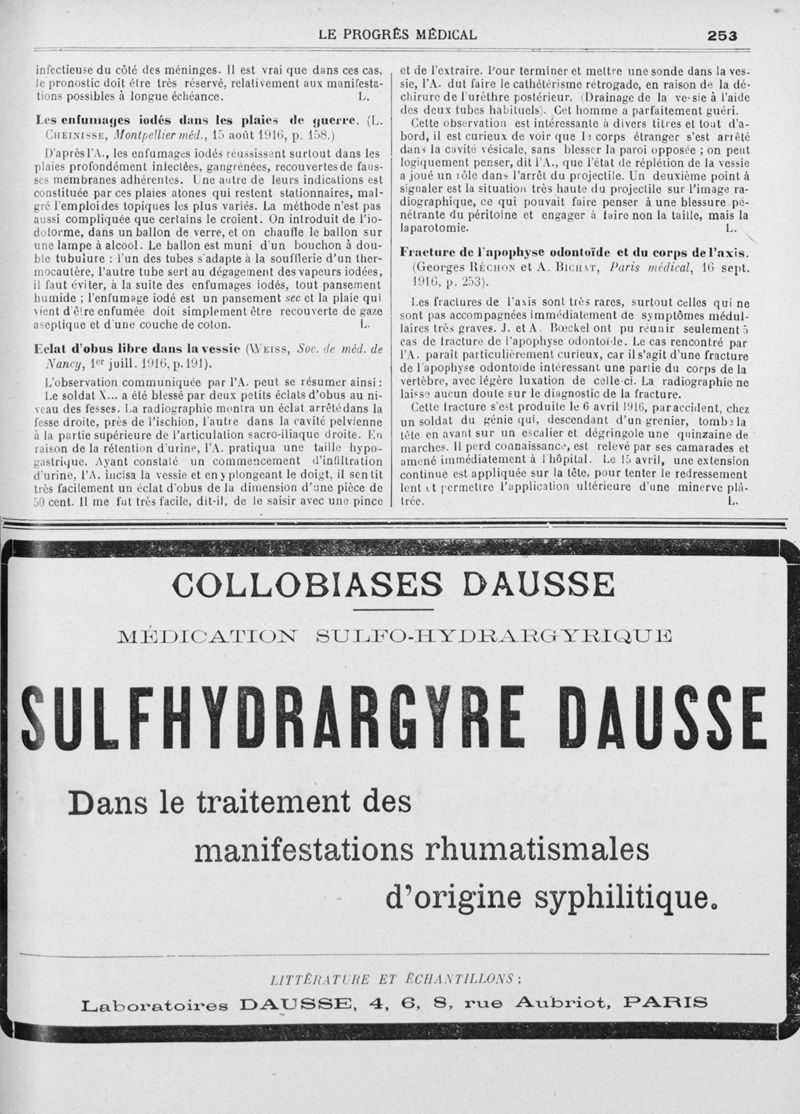 LE PROGRÈS MÉDICAL
253
infectieuse du côté des méninges. Il est vrai que dans ces cas,
le pronostic doit être très réservé, relativement aux manifesta-
tions possibles à longue échéance. L.
Les enfumages iodés dans les plaies de guerre. (L.
CHEINISSE, Montpellier méd., 15 août 1916, p. 158.)
D'après l'A., les enfumages iodés réussissent surtout dans les
plaies profondément infectées, gangrénées, recouvertes de faus-
ses membranes adhérentes. Une autre de leurs indications est
constituée par ces plaies atones qui restent stationnaires, mal-
gré l'emploi des topiques les plus variés. La méthode n'est pas
aussi compliquée que certains le croient. On introduit de l'io-
doforme, dans un ballon de verre, et on chauffe le ballon sur
une lampe à alcool. Le ballon est muni d'un bouchon à dou-
ble tubulure : l'un des tubes s'adapte à la soufflerie d'un ther-
mocautère, l'autre tube sert au dégagement des vapeurs iodées,
il faut éviter, à la suite des enfumages iodés, tout pansement
humide ; l'enfumage iodé est un pansement sec et la plaie qui
vient d'être enfumée doit simplement être recouverte de gaze
aseptique et d'une couche de coton. L.
Eclat d'obus libre dans la vessie (WEISS, Soc. de méd. de
Nancy, 1er juill. 1916, p. 191).
L'observation communiquée par l'A. peut se résumer ainsi :
Le soldat X... a été blessé par deux petits éclats d'obus au ni-
veau des fesses. La radiographie montra un éclat arrêté dans la
fesse droite, près de l'ischion, l'autre dans la cavité pelvienne
à la partie supérieure de l'articulation sacro-iliaque droite. En
raison de la rétention d'urine, l'A. pratiqua une taille hypo-
gastrique. Ayant constaté un commencement d'infiltration
d'urine, l'A. incisa la vessie et en y plongeant le doigt, il sentit
très facilement un éclat d'obus de la dimension d'une pièce de
50 cent. Il me fut très facile, dit-il, de le saisir avec une pince
et de l'extraire. Pour terminer et mettre une sonde dans la ves-
sie, l'A. dut faire le cathétérisme rétrograde, en raison de la dé-
chirure de l'urèthre postérieur. (Drainage de la vessie à l'aide
des deux tubes habituels). Cet homme a parfaitement guéri.
Cette observation est intéressante à divers titres et tout d'a-
bord, il est curieux de voir que le corps étranger s'est arrêté
dans la cavité vésicale, sans blesser la paroi opposée ; on peut
logiquement penser, dit l'A., que l'état de réplétion de la vessie
a joué un rôle dans l'arrêt du projectile. Un deuxième point à
signaler est la situation très haute du projectile sur l'image ra-
diographique, ce qui pouvait faire penser à une blessure pé-
nétrante du péritoine et engager à faire non la taille, mais la
laparotomie. L.
Fracture de l'apophyse odontoïde et du corps de l'axis.
(Georges RÉCHON et A. BICHAT, Paris médical, 16 sept.
1916, p. 253).
Les fractures de l'axis sont très rares, surtout celles qui ne
sont pas accompagnées immédiatement de symptômes médul-
laires très graves. J. et A. Bœckel ont pu réunir seulement 5
cas de fracture de l'apophyse odontoïde. Le cas rencontré par
l'A. paraît particulièrement curieux, car il s'agit d'une fracture
de l'apophyse odontoïde intéressant une partie du corps de la
vertèbre, avec légère luxation de celle-ci. La radiographie ne
laisse aucun doute sur le diagnostic de la fracture.
Cette fracture s'est produite le 6 avril 1916, par accident, chez
un soldat du génie qui, descendant d'un grenier, tombe la
tête en avant sur un escalier et dégringole une quinzaine de
marches. Il perd connaissance, est relevé par ses camarades et
amené immédiatement à l'hôpital. Le 15 avril, une extension
continue est appliquée sur la tête, pour tenter le redressement
lent et permettre l'application ultérieure d'une minerve plâ-
trée. L.
COLLOBIASES DAUSSE
MÉDICATION SULFO-HYDRARGYRIQUE
SULFHYDRARGYRE DAUSSE
Dans le traitement des
manifestations rhumatismales
d'origine syphilitique.
LITTÉRATURE ET ÉCHANTILLONS :
Laboratoires DAUSSE, 4, 6, 8, rue Aubriot, PARIS